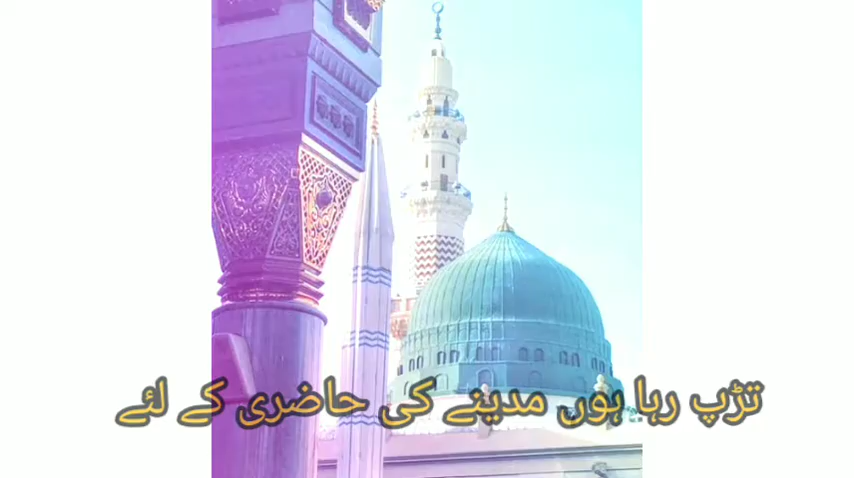 تڑپ رہا ہوں مدینے کی حاضری کے لئے